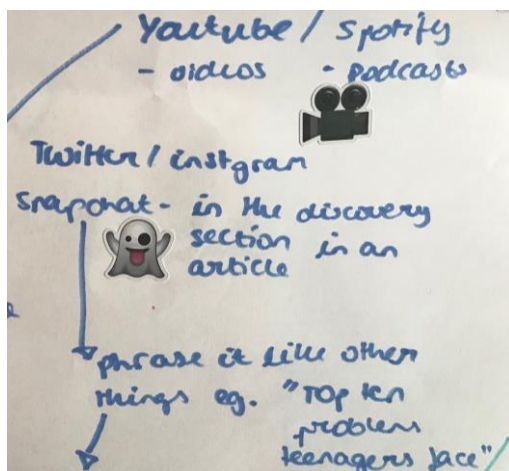 Youtube / Spotify
- videos - podcasts
Twitter / instgram
Snapchat - in the discovery
section in an
article
phrase it like other
things eg. "Top ten
problem
teenagers face"